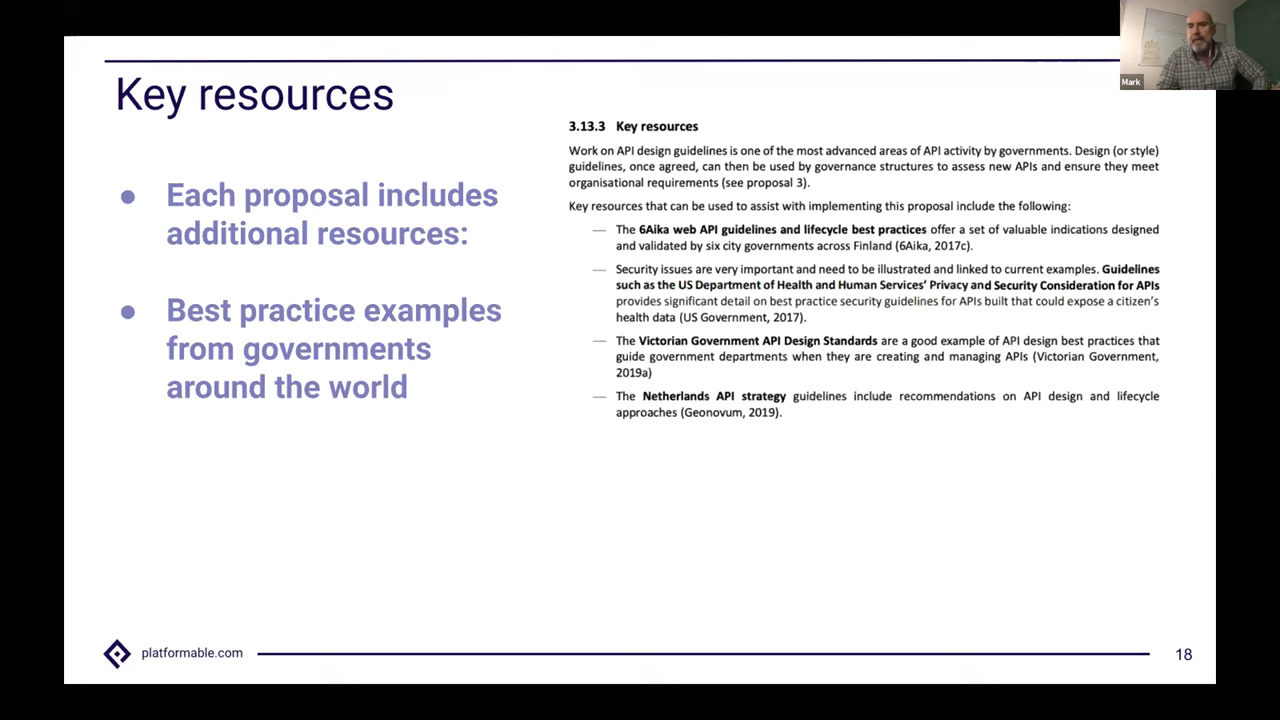 Key resources
● Each proposal includes
additional resources:
● Best practice examples
from governments
around the world
3.13.3 Key resources
Work on API design guidelines is one of the most advanced areas of API activity by governments. Design (or style)
guidelines, once agreed, can then be used by governance structures to assess new APIs and ensure they meet
organisational requirements (see proposal 3).
Key resources that can be used to assist with implementing this proposal include the following:
— The 6Aika web API guidelines and lifecycle best practices offer a set of valuable indications designed
and validated by six city governments across Finland (6Aika, 2017c).
— Security issues are very important and need to be illustrated and linked to current examples. Guidelines
such as the US Department of Health and Human Services’ Privacy and Security Consideration for APIs
provides significant detail on best practice security guidelines for APIs built that could expose a citizen’s
health data (US Government, 2017).
— The Victorian Government API Design Standards are a good example of API design best practices that
guide government departments when they are creating and managing APIs (Victorian Government,
2019a)
— The Netherlands API strategy guidelines include recommendations on API design and lifecycle
approaches (Geonovum, 2019).
Mark
platformable.com
18